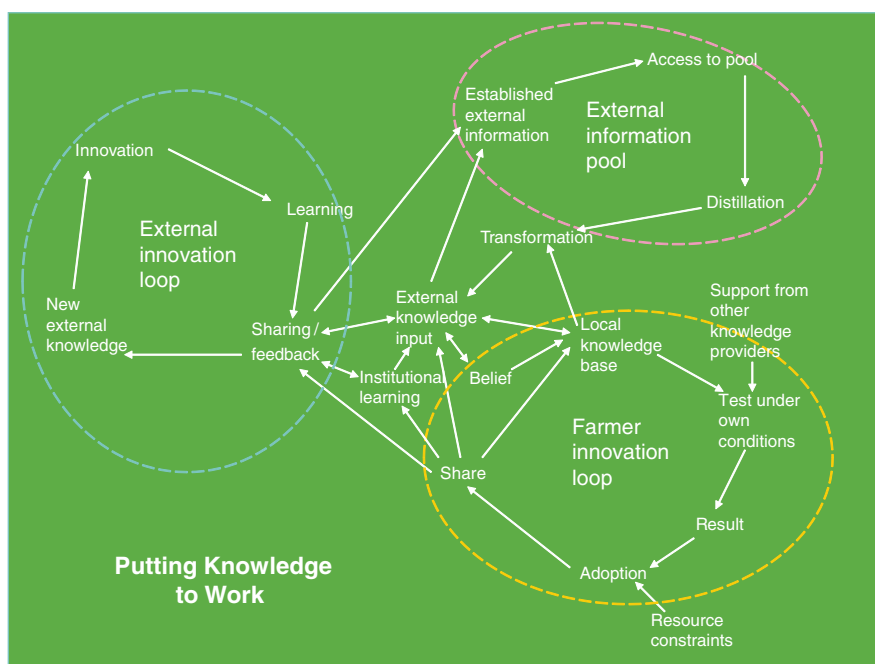 Access to pool
Established
external
information
External
information
pool
Innovation
Learning
Distillation
External
innovation
loop
Transformation
New
external
knowledge
Sharing /
feedback
External
knowledge
input
Local
knowledge
base
Support from
other
knowledge
providers
Institutional
learning
Belief
Test under
own
conditions
Farmer
innovation
loop
Share
Result
Adoption
Putting Knowledge
to Work
Resource
constraints